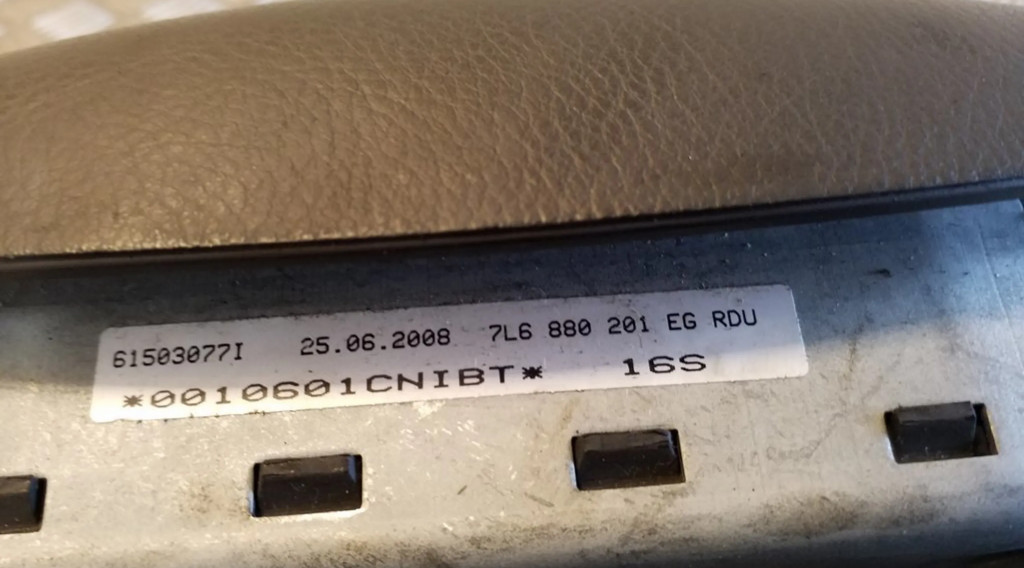 61503077I 25.06.2008 7L6 880 201 EG RDU
*0010601CNIBT* 16S